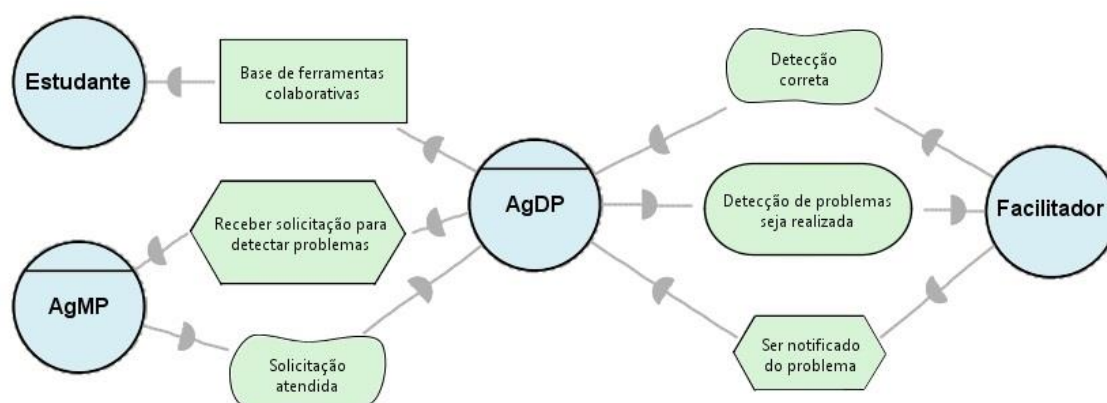 Estudante
Base de ferramentas
colaborativas
Detecção
correta
AgDP
Receber solicitação para
detectar problemas
Detecção de problemas
seja realizada
Facilitador
AgMP
Solicitação
atendida
Ser notificado
do problema